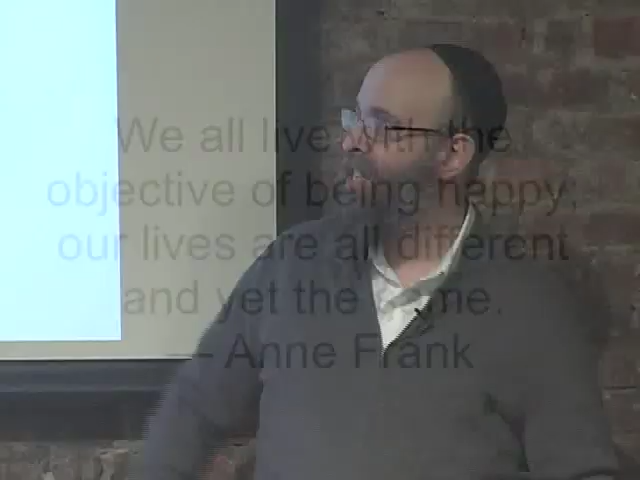 We all live with the
objective of being happy;
our lives are all different
and yet the same.
— Anne Frank